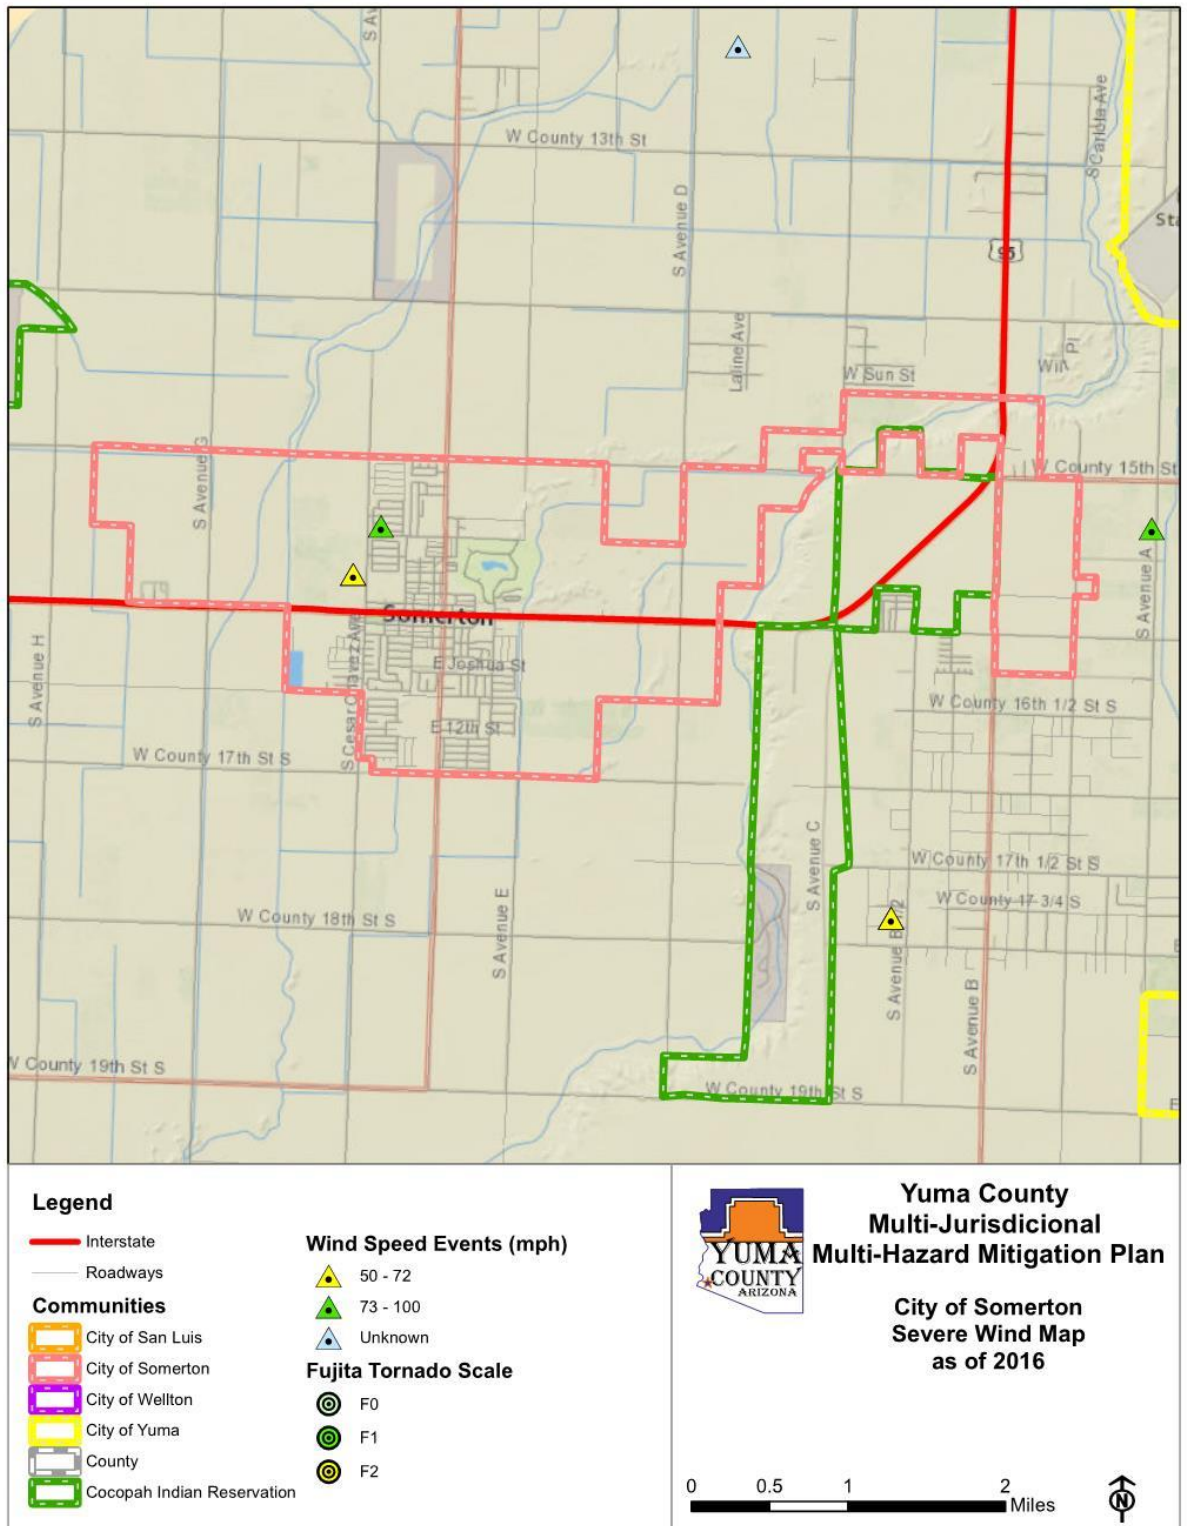 S Av
W County 13th St
S Carlota Ave
S Avenue D
95
Sta
Laline Ave
W Sun St
Pl
W County 15th St
S Avenue G
S Avenue A
Somerton
S Avenue H
E Joshua St
S Cesar Chavez Ave
W County 16th 1/2 St S
E 12th St
W County 17th St S
S Avenue C
W County 17th 1/2 St S
W County 17 3/4 S
W County 18th St S
S Avenue E
S Avenue B 1/2
S Avenue B
W County 19th St S
W County 19th St S
E
E
Legend
Interstate
Roadways
Communities
City of San Luis
City of Somerton
City of Wellton
City of Yuma
County
Cocopah Indian Reservation
Wind Speed Events (mph)
50 - 72
73 - 100
Unknown
Fujita Tornado Scale
F0
F1
F2
YUMA
COUNTY
ARIZONA
Yuma County
Multi-Jurisdicional
Multi-Hazard Mitigation Plan
City of Somerton
Severe Wind Map
as of 2016
0 0.5 1 2
Miles
N